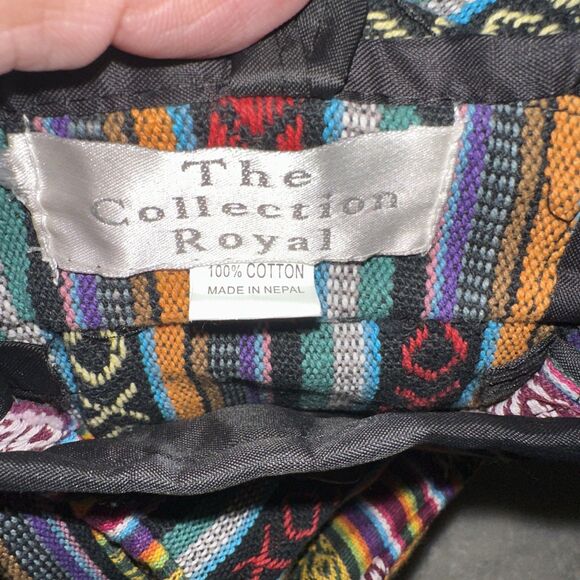 The
Collection
Royal
100% COTTON
MADE IN NEPAL